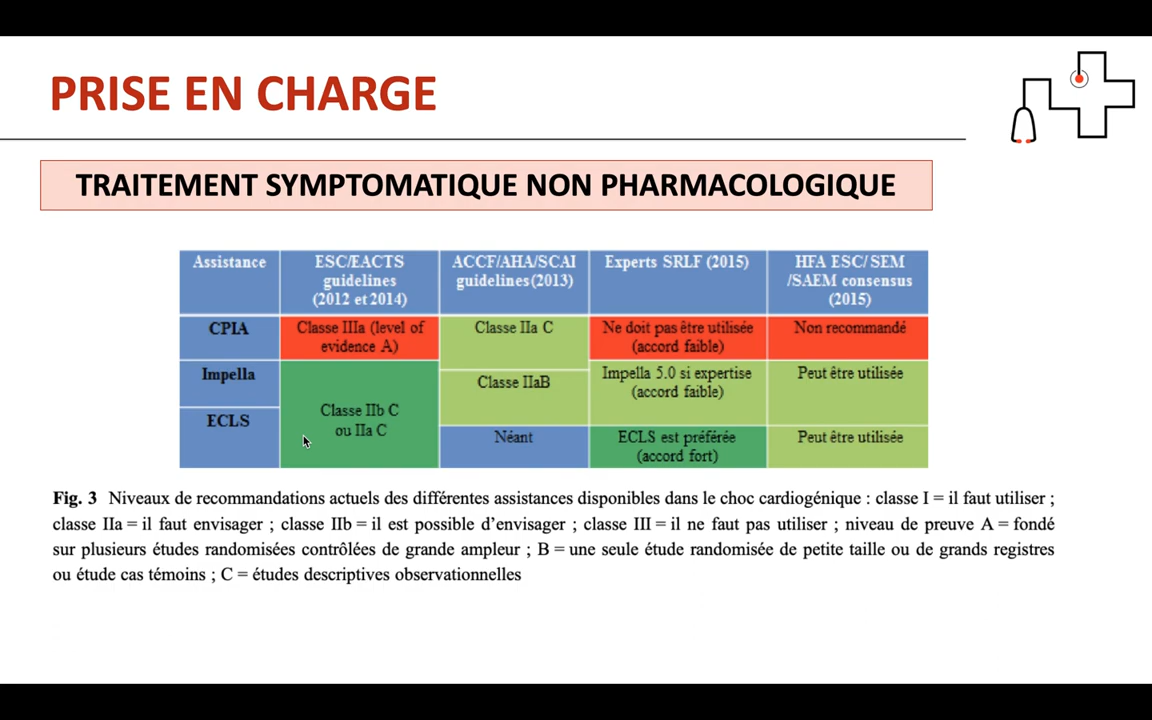 PRISE EN CHARGE
TRAITEMENT SYMPTOMATIQUE NON PHARMACOLOGIQUE
Assistance
ESC/EACTS
guidelines
(2012 et 2014)
ACCF/AHA/SCAI
guidelines(2013)
Experts SRLF (2015)
HFA ESC/ SEM
/SAEM consensus
(2015)
CPIA
Classe IIIa (level of
evidence A)
Classe IIa C
Ne doit pas être utilisée
(accord faible)
Non recommandé
Impella
Classe IIb C
ou IIa C
Classe IIaB
Impella 5.0 si expertise
(accord faible)
Peut être utilisée
ECLS
Néant
ECLS est préférée
(accord fort)
Peut être utilisée
Fig. 3 Niveaux de recommandations actuels des différentes assistances disponibles dans le choc cardiogénique : classe I = il faut utiliser ;
classe IIa = il faut envisager ; classe IIb = il est possible d’envisager ; classe III = il ne faut pas utiliser ; niveau de preuve A = fondé
sur plusieurs études randomisées contrôlées de grande ampleur ; B = une seule étude randomisée de petite taille ou de grands registres
ou étude cas témoins ; C = études descriptives observationnelles